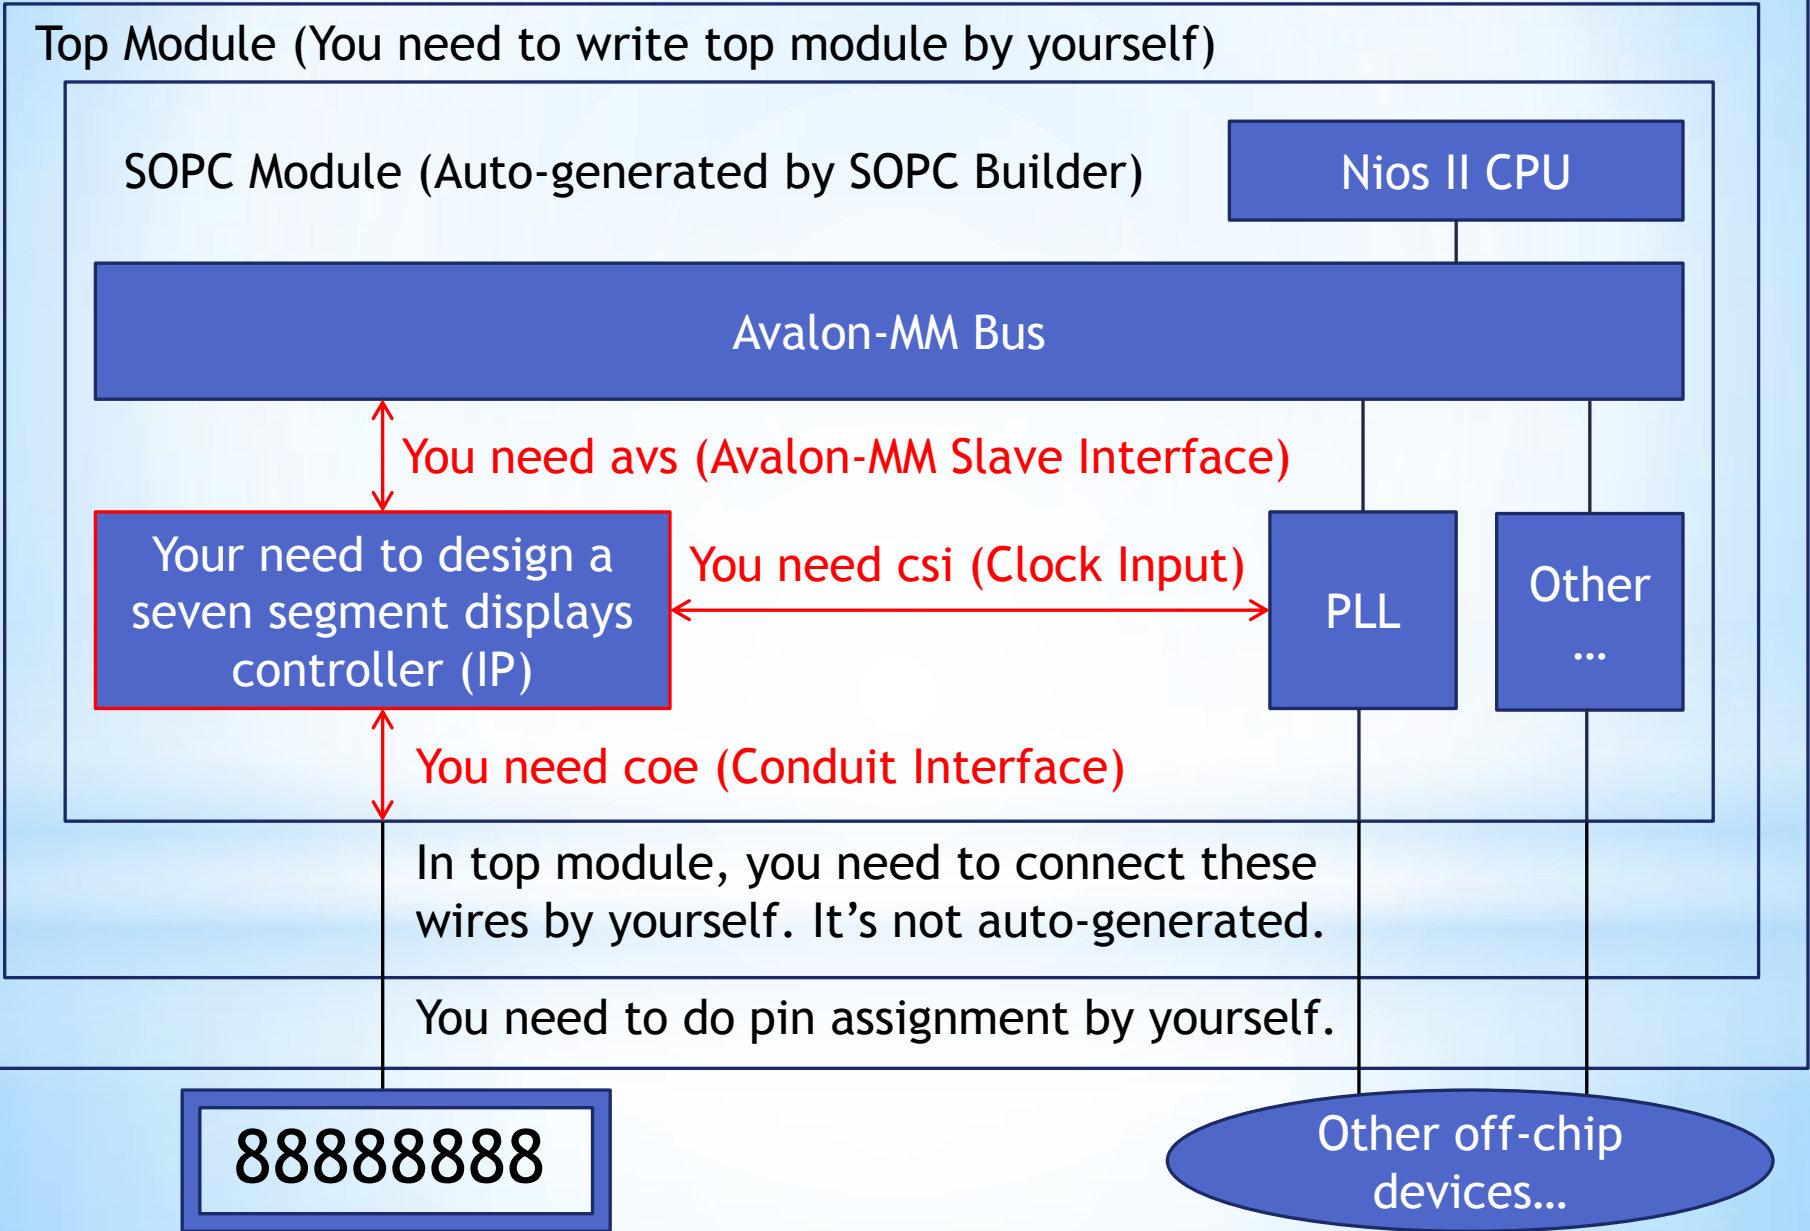 Top Module (You need to write top module by yourself)
SOPC Module (Auto-generated by SOPC Builder)
Nios II CPU
Avalon-MM Bus
You need avs (Avalon-MM Slave Interface)
Your need to design a
seven segment displays
controller (IP)
You need csi (Clock Input)
PLL
Other
...
You need coe (Conduit Interface)
In top module, you need to connect these
wires by yourself. It’s not auto-generated.
You need to do pin assignment by yourself.
88888888
Other off-chip
devices...